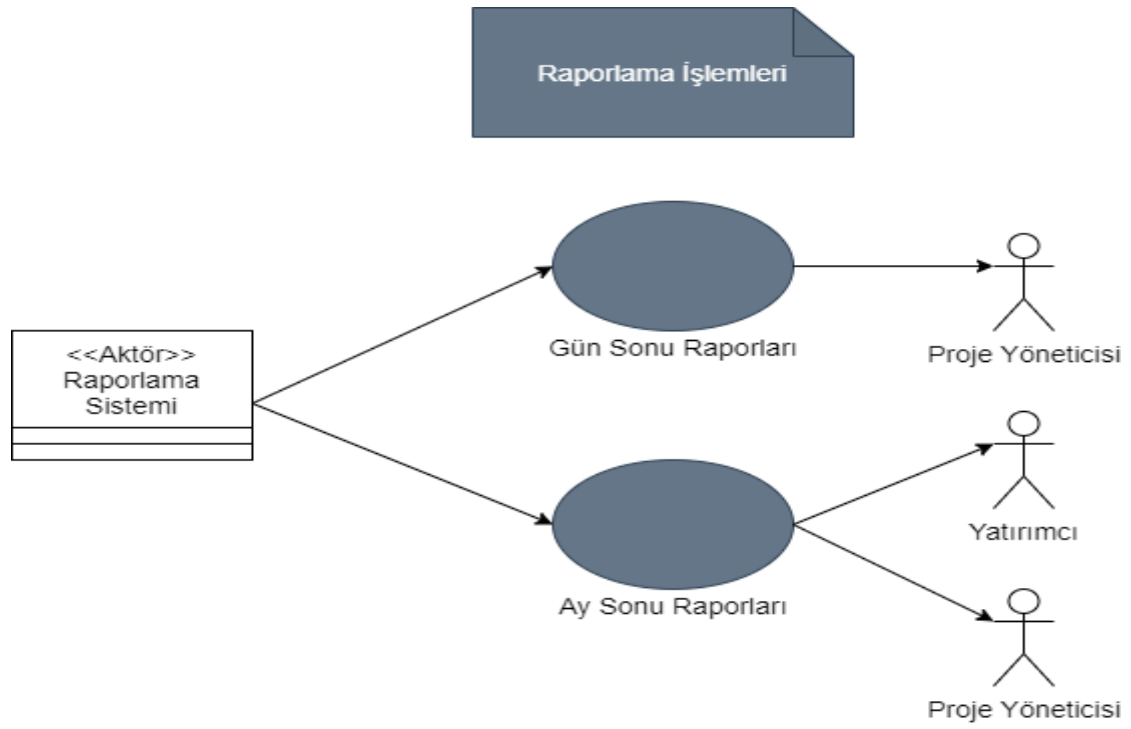 Raporlama İşlemleri
<<Aktör>>
Raporlama
Sistemi
Gün Sonu Raporları
Proje Yöneticisi
Yatırımcı
Ay Sonu Raporları
Proje Yöneticisi